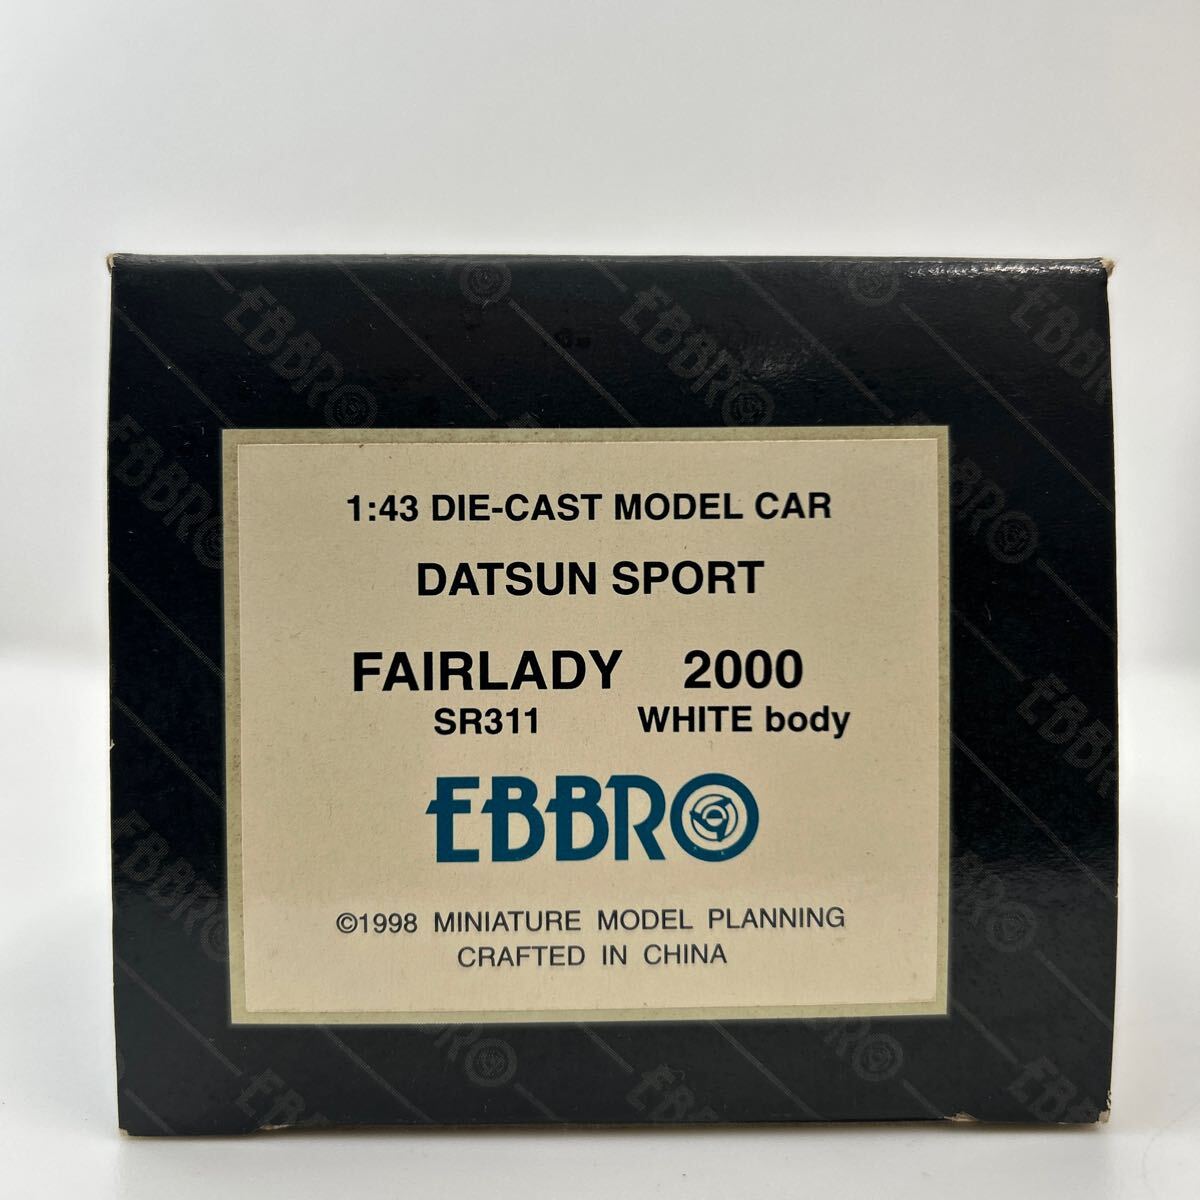 1:43 DIE-CAST MODEL CAR
DATSUN SPORT
FAIRLADY 2000
SR311 WHITE body
EBBRO
©1998 MINIATURE MODEL PLANNING
CRAFTED IN CHINA